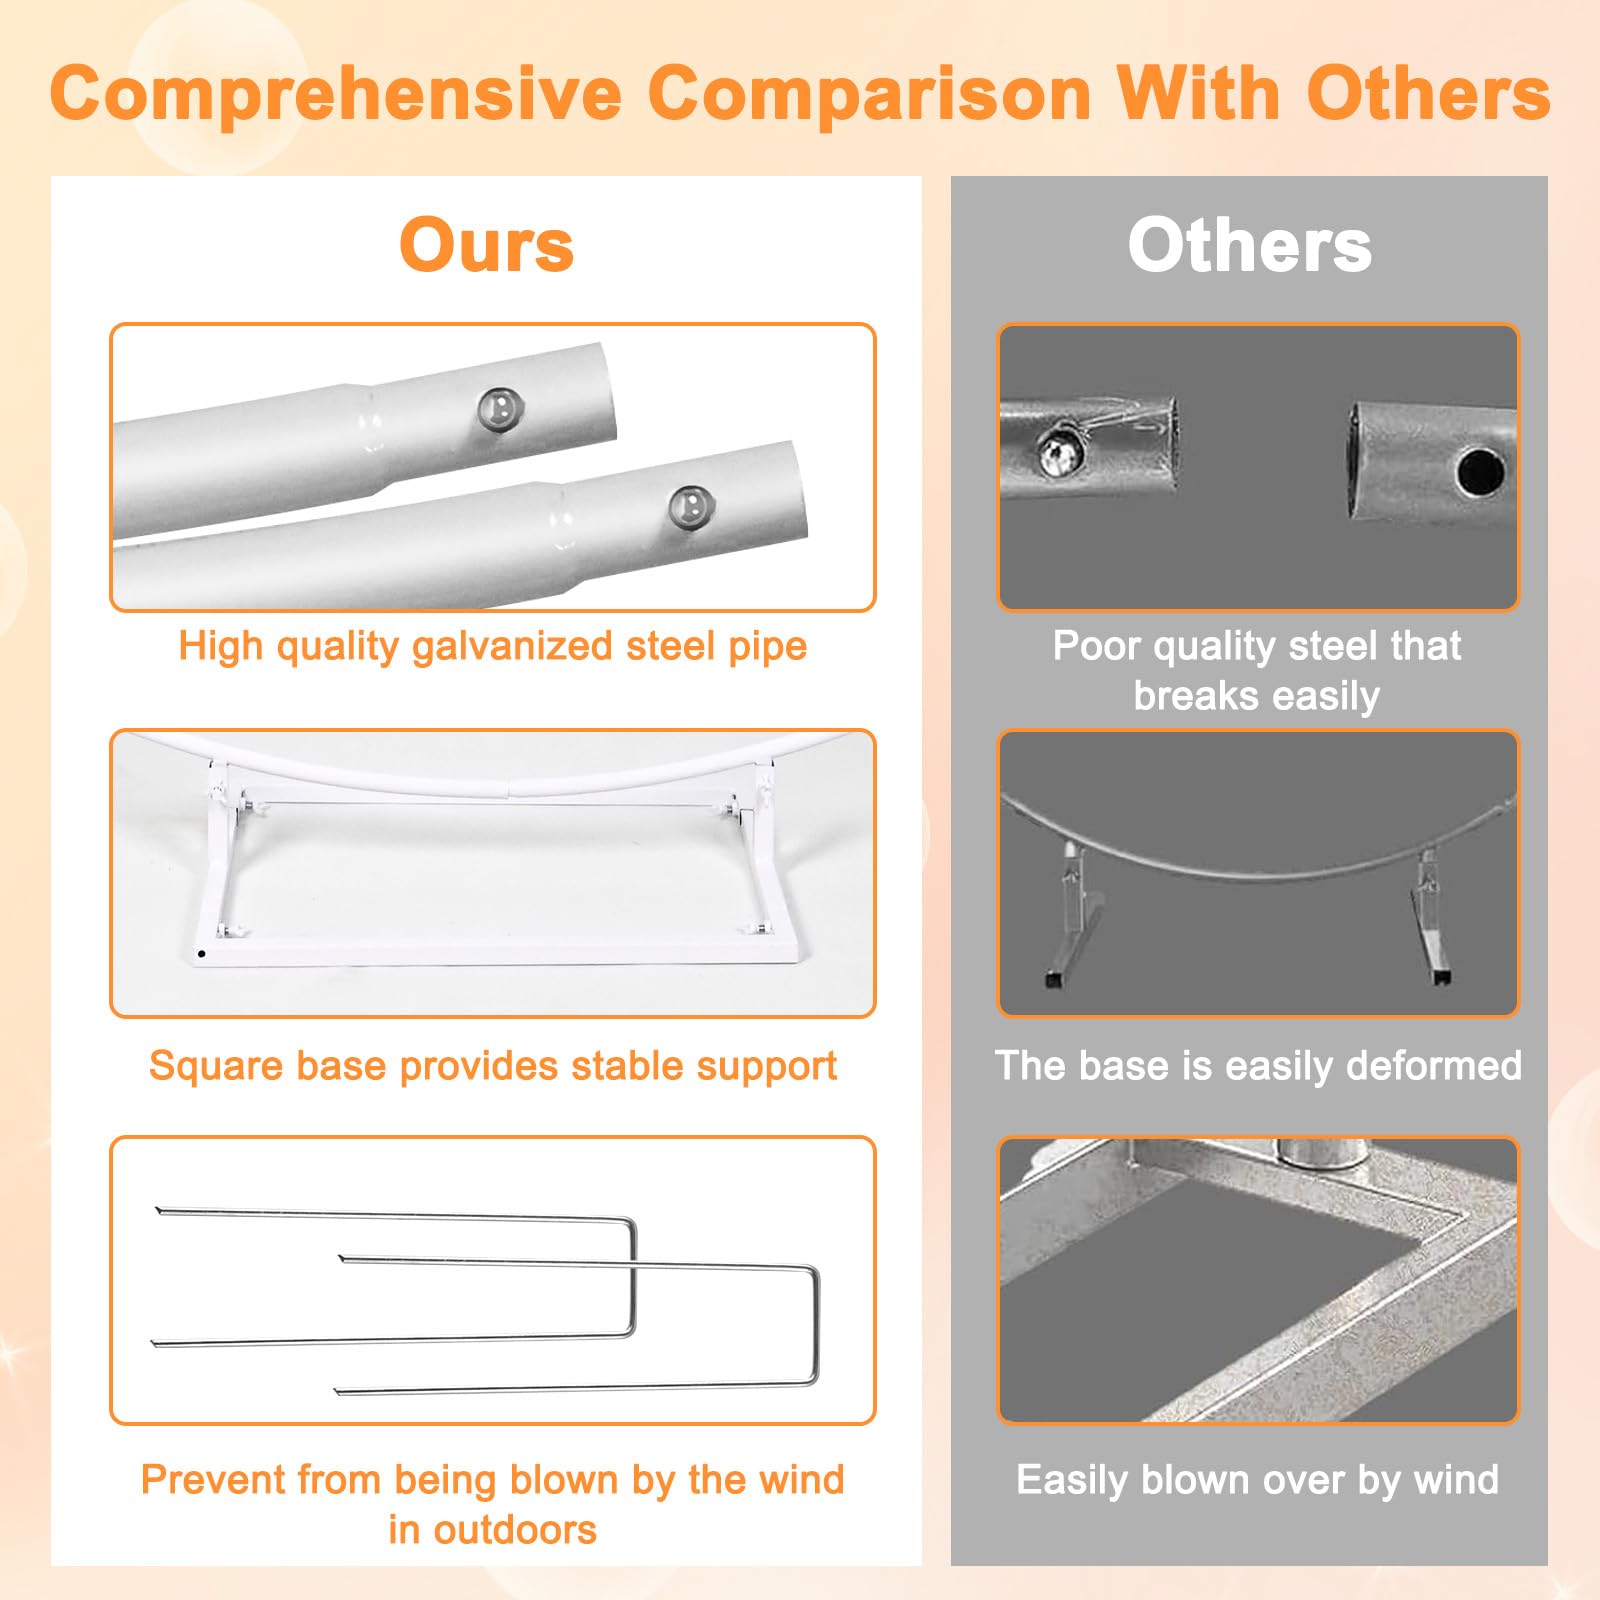 Comprehensive Comparison With Others
Ours
High quality galvanized steel pipe
Square base provides stable support
Prevent from being blown by the wind
in outdoors
Others
Poor quality steel that
breaks easily
The base is easily deformed
Easily blown over by wind